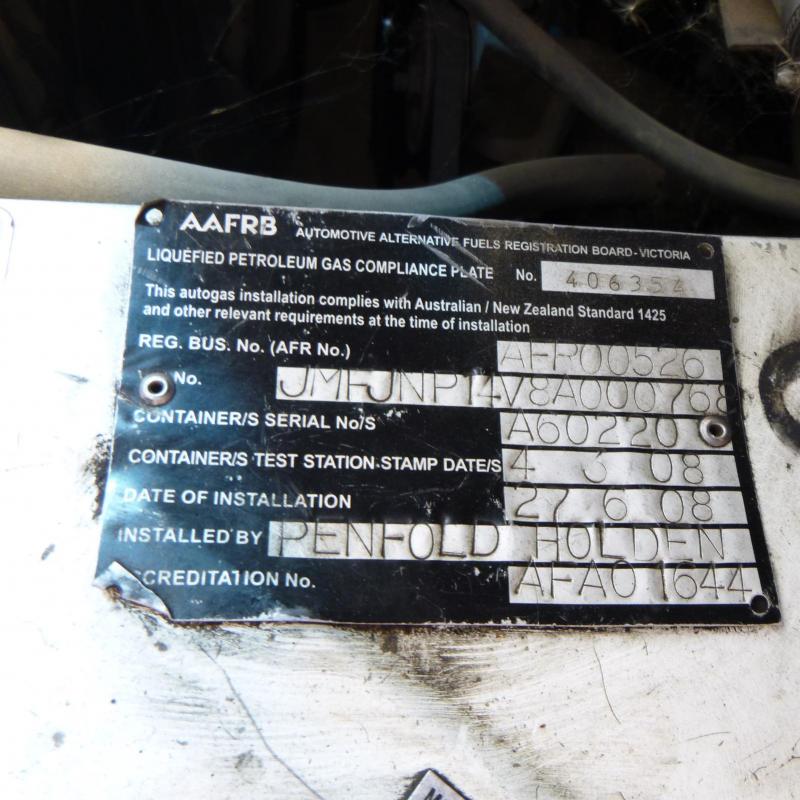 AAFRB AUTOMOTIVE ALTERNATIVE FUELS REGISTRATION BOARD-VICTORIA
LIQUEFIED PETROLEUM GAS COMPLIANCE PLATE No. 406354
This autogas installation complies with Australian / New Zealand Standard 1425
and other relevant requirements at the time of installation
REG. BUS. No. (AFR No.) AFR00526
No. JMFJNP14V8A000768
CONTAINER/S SERIAL No/S A60220
CONTAINER/S TEST STATION-STAMP DATE/S 4 3 08
DATE OF INSTALLATION 27 6 08
INSTALLED BY PENFOLD HOLDEN
CREDITATION No. AFA01644